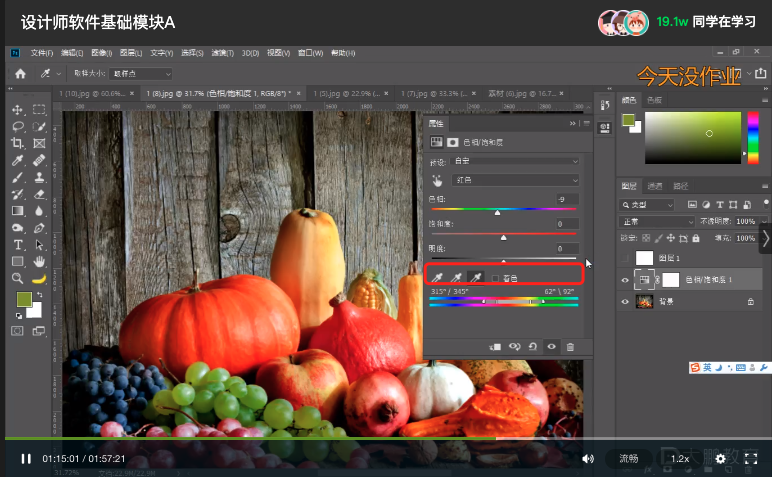 设计师软件基础模块A
19.1w 同学在学习
Ps 文件(F) 编辑(E) 图像(I) 图层(L) 文字(Y) 选择(S) 滤镜(T) 3D(D) 视图(V) 窗口(W) 帮助(H)
取样大小: 取样点
今天没作业
1 (10).jpg @ 60.6%... × 1 (8).jpg @ 31.7% (色相/饱和度 1, RGB/8*) * × 1 (5).jpg @ 22.9% (... × 1 (7).jpg @ 33.3% (... × 素材 (6).jpg @ 16.7... ×
颜色 色板
属性
色相/饱和度
预设: 自定
红色
色相: -9
饱和度: 0
明度: 0
着色
315° / 345° 62° \ 92°
图层 通道 路径
类型
正常 不透明度: 100%
锁定: 填充: 100%
图层 1
色相/饱和度 1
背景
英
01:15:01 / 01:57:21
流畅
1.2x
大鹏教育
31.72%